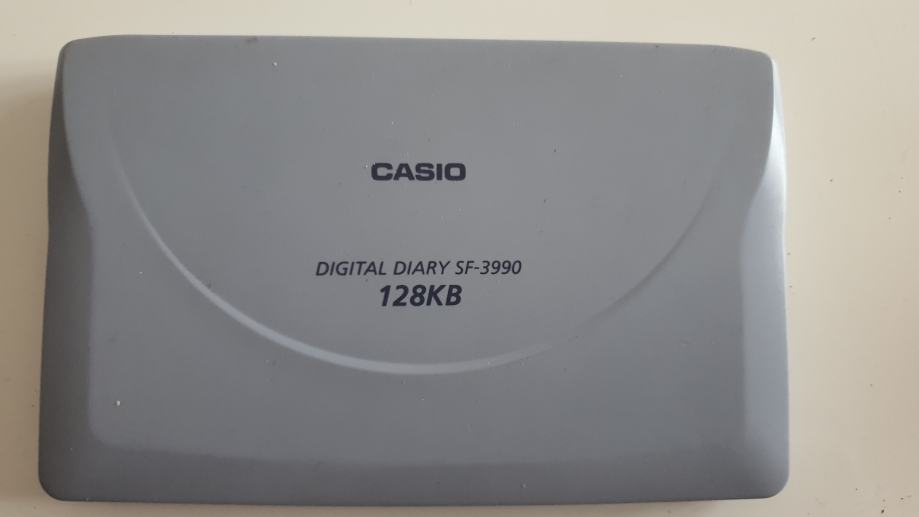 CASIO
DIGITAL DIARY SF-3990
128KB